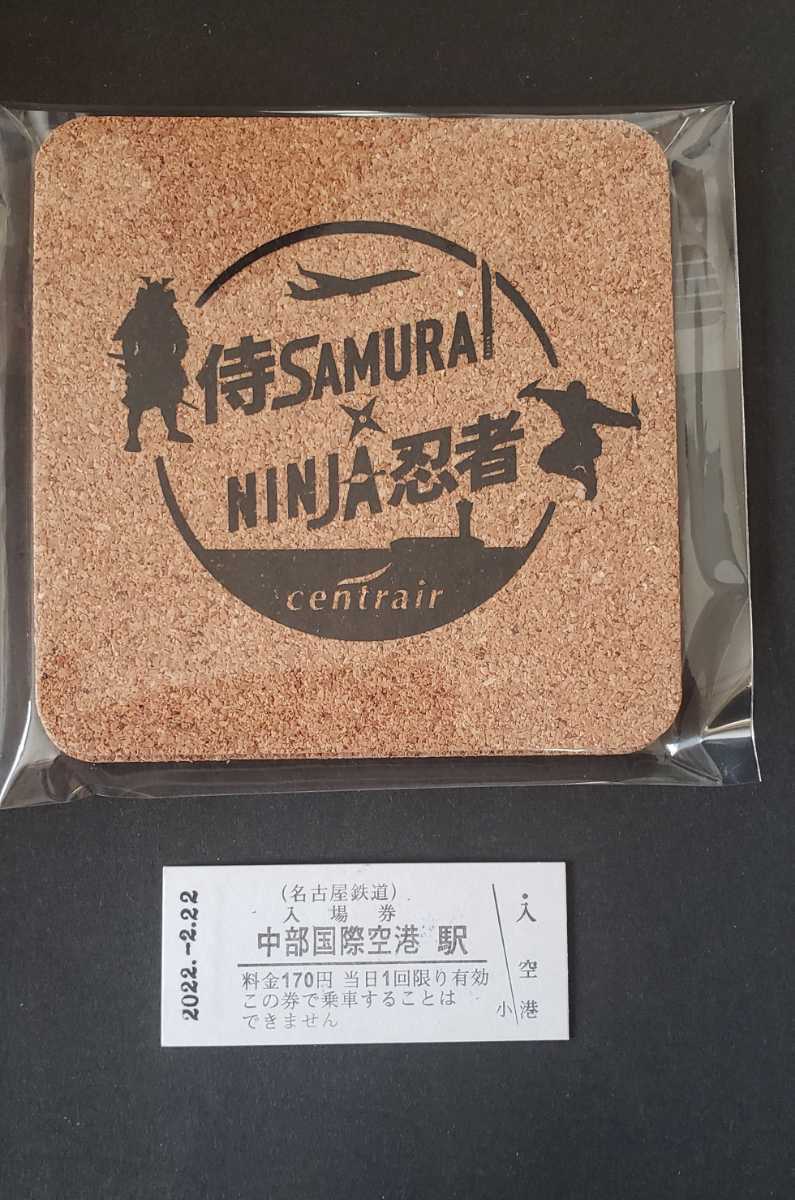 侍SAMURAI
×
NINJA忍者
centrair
2022.-2.22
(名古屋鉄道)
入場券
中部国際空港 駅
料金170円 当日1回限り有効
この券で乗車することは
できません
・入
空
小 港